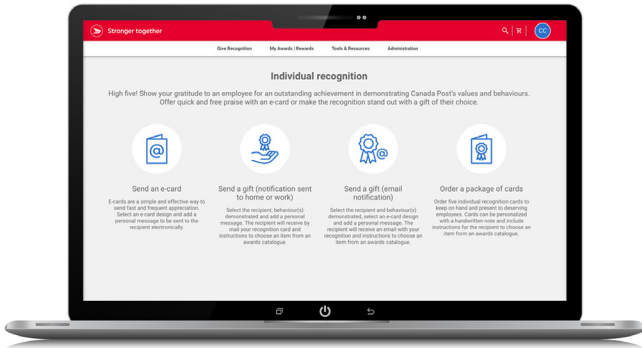 Stronger together
CC
Give Recognition My Awards | Rewards Tools & Resources Administration
Individual recognition
High five! Show your gratitude to an employee for an outstanding achievement in demonstrating Canada Post's values and behaviours.
Offer quick and free praise with an e-card or make the recognition stand out with a gift of their choice.
Send an e-card
E-cards are a simple and effective way to
send fast and frequent appreciation.
Select an e-card design and add a
personal message to be sent to the
recipient electronically.
Send a gift (notification sent
to home or work)
Select the recipient, behaviour(s)
demonstrated and add a personal
message. The recipient will receive by
mail your recognition card and
instructions to choose an item from an
awards catalogue.
Send a gift (email
notification)
Select the recipient and behaviour(s)
demonstrated, select an e-card design
and add a personal message. The
recipient will receive an email with your
recognition and instructions to choose an
item from an awards catalogue.
Order a package of cards
Order five individual recognition cards to
keep on hand and present to deserving
employees. Cards can be personalized
with a handwritten note and include
instructions for the recipient to choose an
item from an awards catalogue.